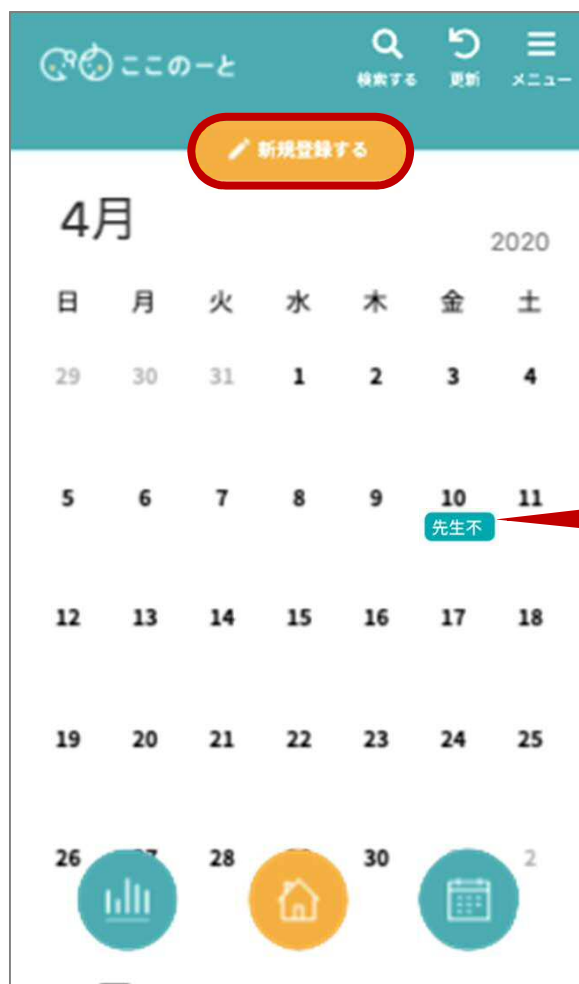 ここのーと
検索する 更新 メニュー
新規登録する
4月
2020
日 月 火 水 木 金 土
29 30 31 1 2 3 4
5 6 7 8 9 10 11
先生不
12 13 14 15 16 17 18
19 20 21 22 23 24 25
26 28 30 2